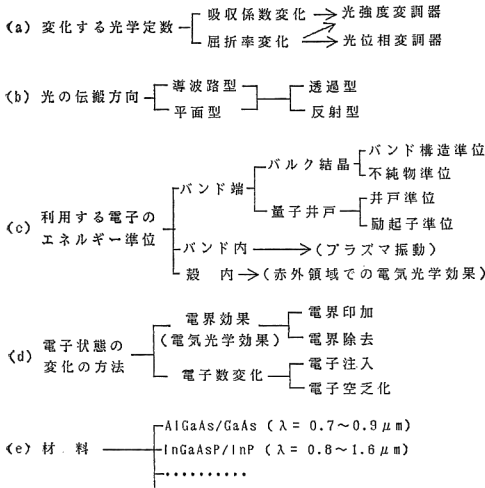 (a) 変化する光学定数 吸収係数変化 光強度変調器
屈折率変化 光位相変調器
(b) 光の伝搬方向 導波路型 透過型
平面型 反射型
(c) 利用する電子のエネルギー準位
バンド端 バルク結晶 バンド構造準位
不純物準位
量子井戸 井戸準位
励起子準位
バンド内 (プラズマ振動)
殻内 (赤外領域での電気光学効果)
(d) 電子状態の変化の方法
電界効果 電界印加
(電気光学効果) 電界除去
電子数変化 電子注入
電子空乏化
(e) 材料 AlGaAs/GaAs (λ = 0.7~0.9μm)
InGaAsP/InP (λ = 0.8~1.6μm)
··········